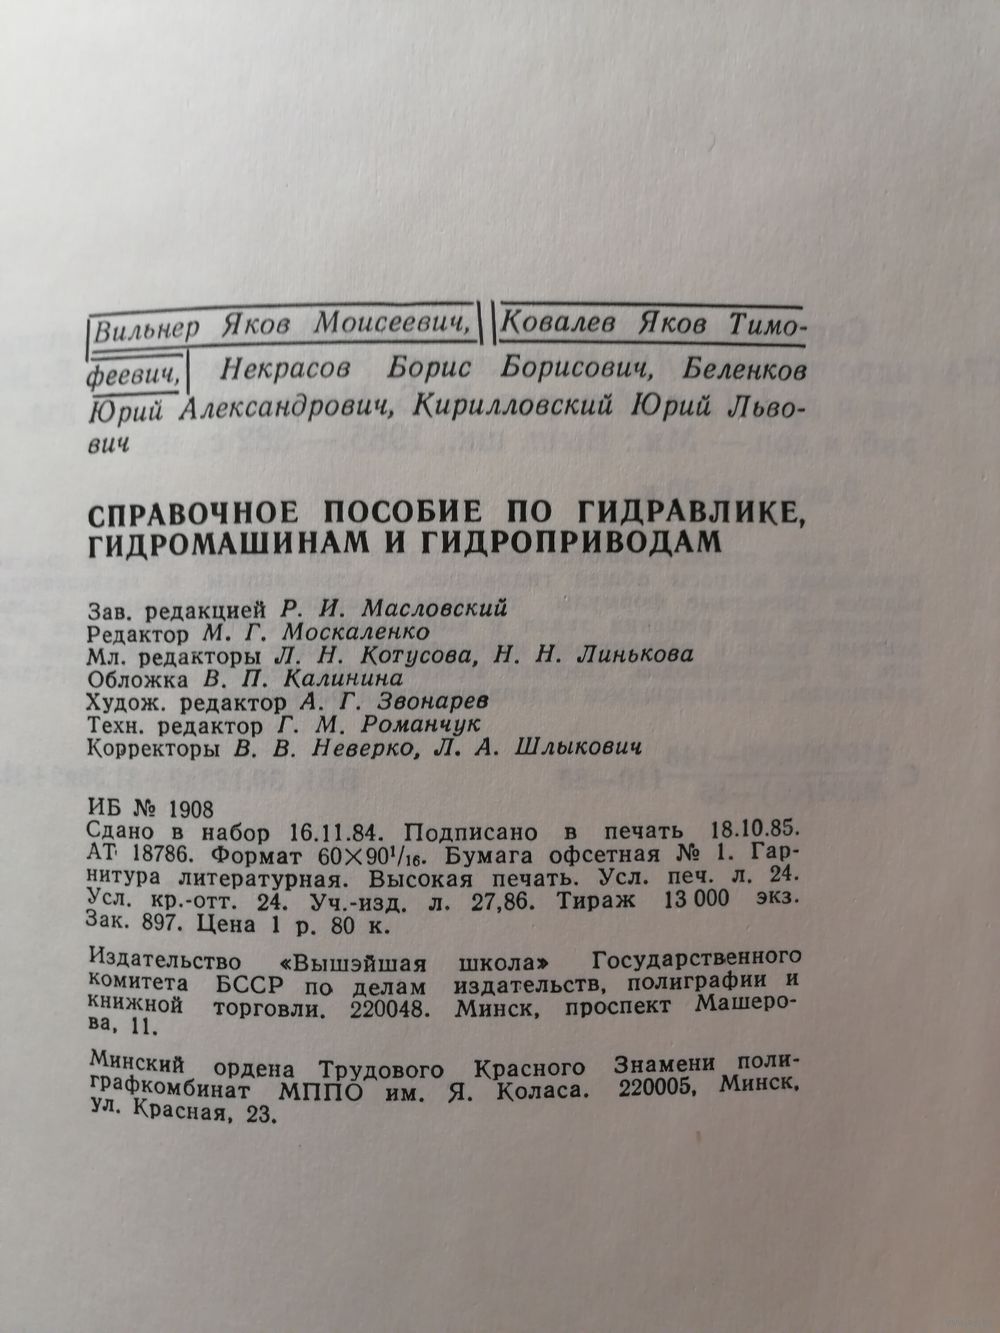 Вильнер Яков Моисеевич, Ковалев Яков Тимо-
феевич, Некрасов Борис Борисович, Беленков
Юрий Александрович, Кирилловский Юрий Льво-
вич
СПРАВОЧНОЕ ПОСОБИЕ ПО ГИДРАВЛИКЕ,
ГИДРОМАШИНАМ И ГИДРОПРИВОДАМ
Зав. редакцией Р. И. Масловский
Редактор М. Г. Москаленко
Мл. редакторы Л. Н. Котусова, Н. Н. Линькова
Обложка В. П. Калинина
Худож. редактор А. Г. Звонарев
Техн. редактор Г. М. Романчук
Корректоры В. В. Неверко, Л. А. Шлыкович
ИБ № 1908
Сдано в набор 16.11.84. Подписано в печать 18.10.85.
АТ 18786. Формат 60×90¹/₁₆. Бумага офсетная № 1. Гар-
нитура литературная. Высокая печать. Усл. печ. л. 24.
Усл. кр.-отт. 24. Уч.-изд. л. 27,86. Тираж 13 000 экз.
Зак. 897. Цена 1 р. 80 к.
Издательство «Вышэйшая школа» Государственного
комитета БССР по делам издательств, полиграфии и
книжной торговли. 220048. Минск, проспект Машеро-
ва, 11.
Минский ордена Трудового Красного Знамени поли-
графкомбинат МППО им. Я. Коласа. 220005, Минск,
ул. Красная, 23.